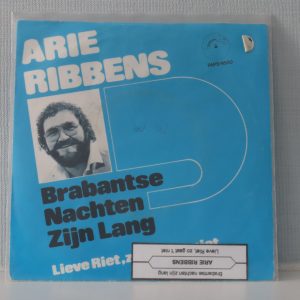 ARIE
RIBBENS
Brabantse
Nachten
Zijn Lang
Lieve Riet,
Brabantse nachten zijn lang
ARIE RIBBENS
Lieve Riet, zo gaat 't niet